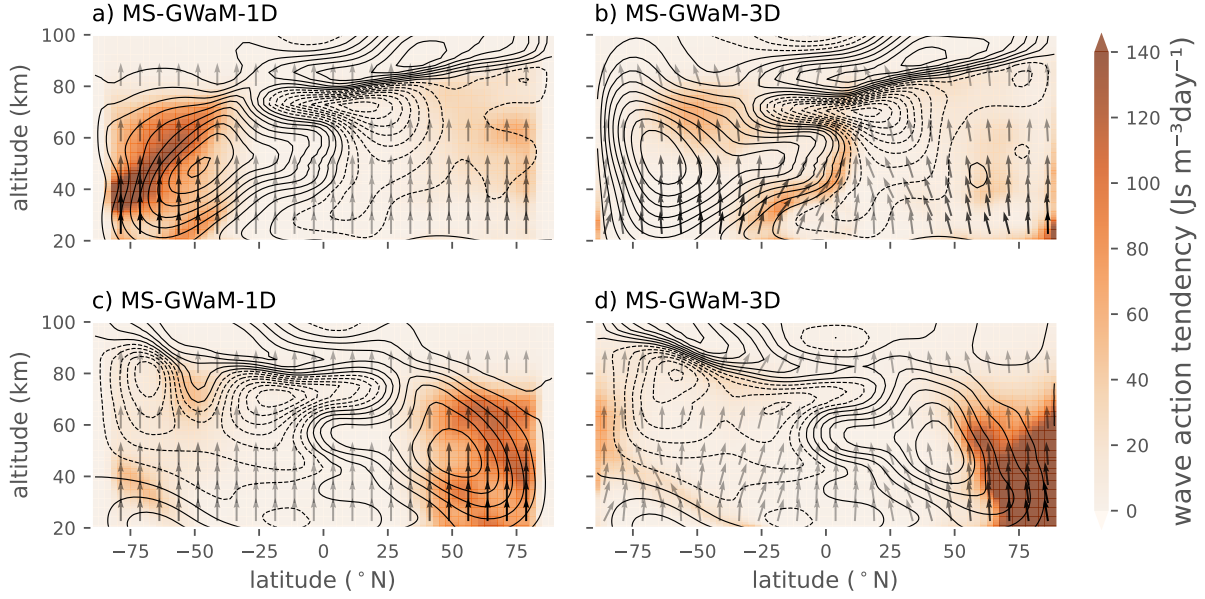 a) MS-GWaM-1D
b) MS-GWaM-3D
100
80
60
40
20
altitude (km)
140
120
100
80
60
40
20
0
wave action tendency (Js m⁻³day⁻¹)
c) MS-GWaM-1D
d) MS-GWaM-3D
100
80
60
40
20
altitude (km)
−75 −50 −25 0 25 50 75
−75 −50 −25 0 25 50 75
latitude (°N)
latitude (°N)